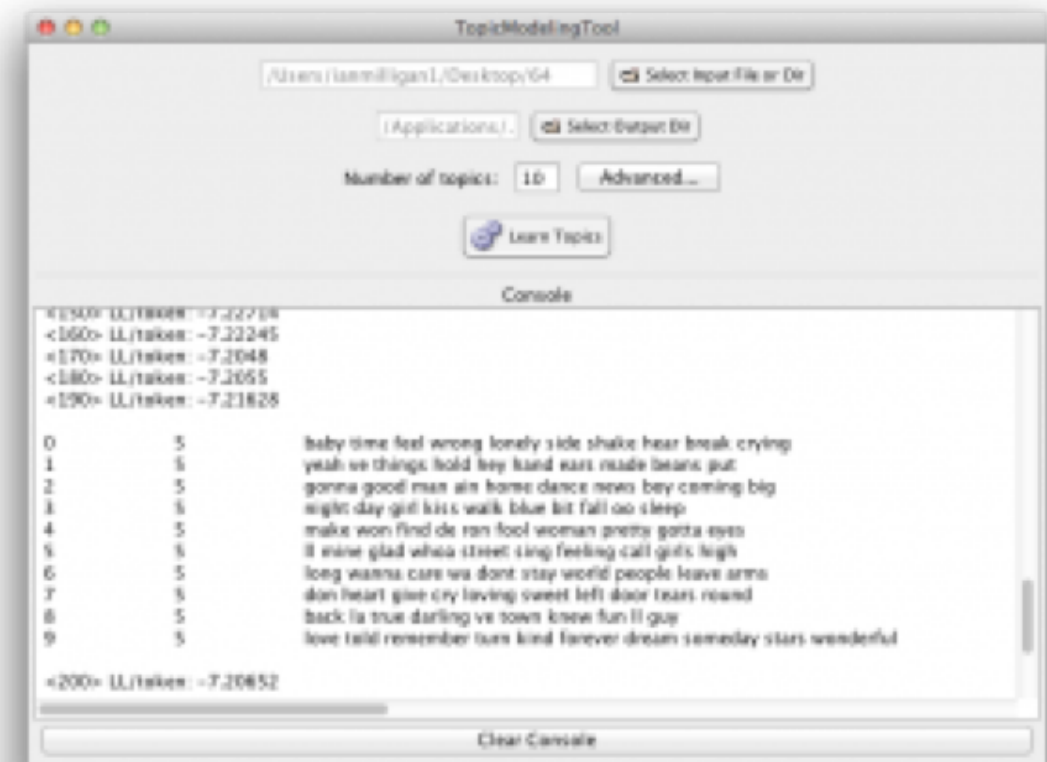 TopicModelingTool
/Users/ianmilligan1/Desktop/64 Select Input File or Dir
/Applications/. Select Output Dir
Number of topics: 10 Advanced...
Learn Topics
Console
<150> LL/token: -7.22714
<160> LL/token: -7.22245
<170> LL/token: -7.2048
<180> LL/token: -7.2055
<190> LL/token: -7.21628
0 5 baby time feel wrong lonely side shake hear break crying
1 5 yeah ve things hold hey hand ears made beans put
2 5 gonna good man ain home dance news boy coming big
3 5 night day girl kiss walk blue bit fall oo sleep
4 5 make won find de ron fool woman pretty gotta eyes
5 5 ll mine glad whoa street sing feeling call girls high
6 5 long wanna care wa dont stay world people leave arms
7 5 don heart give cry loving sweet left door tears round
8 5 back la true darling ve town knew fun ll guy
9 5 love told remember turn kind forever dream someday stars wonderful
<200> LL/token: -7.20652
Clear Console